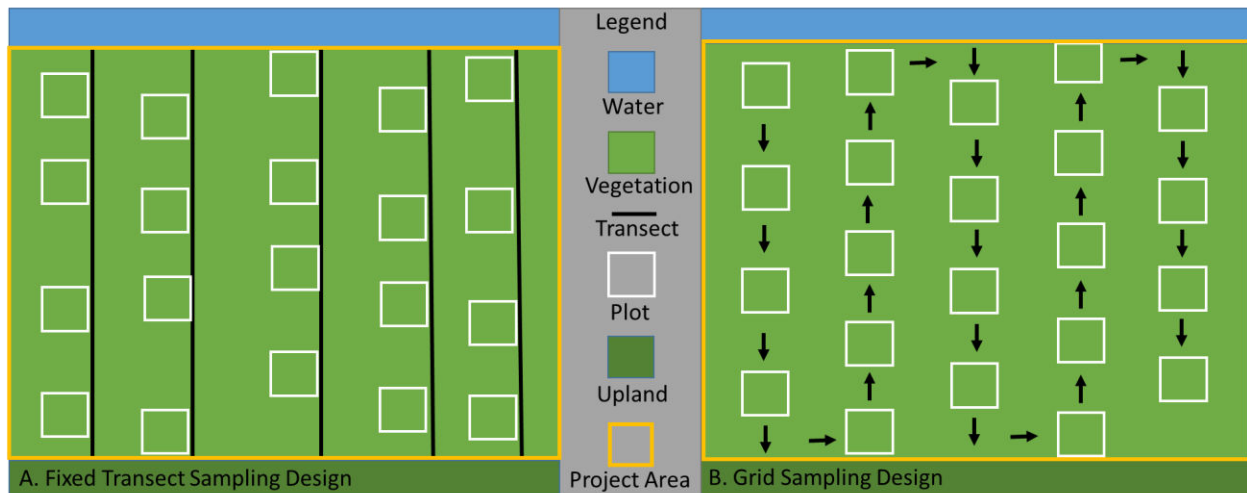 Legend
Water
Vegetation
Transect
Plot
Upland
Project Area
A. Fixed Transect Sampling Design
B. Grid Sampling Design